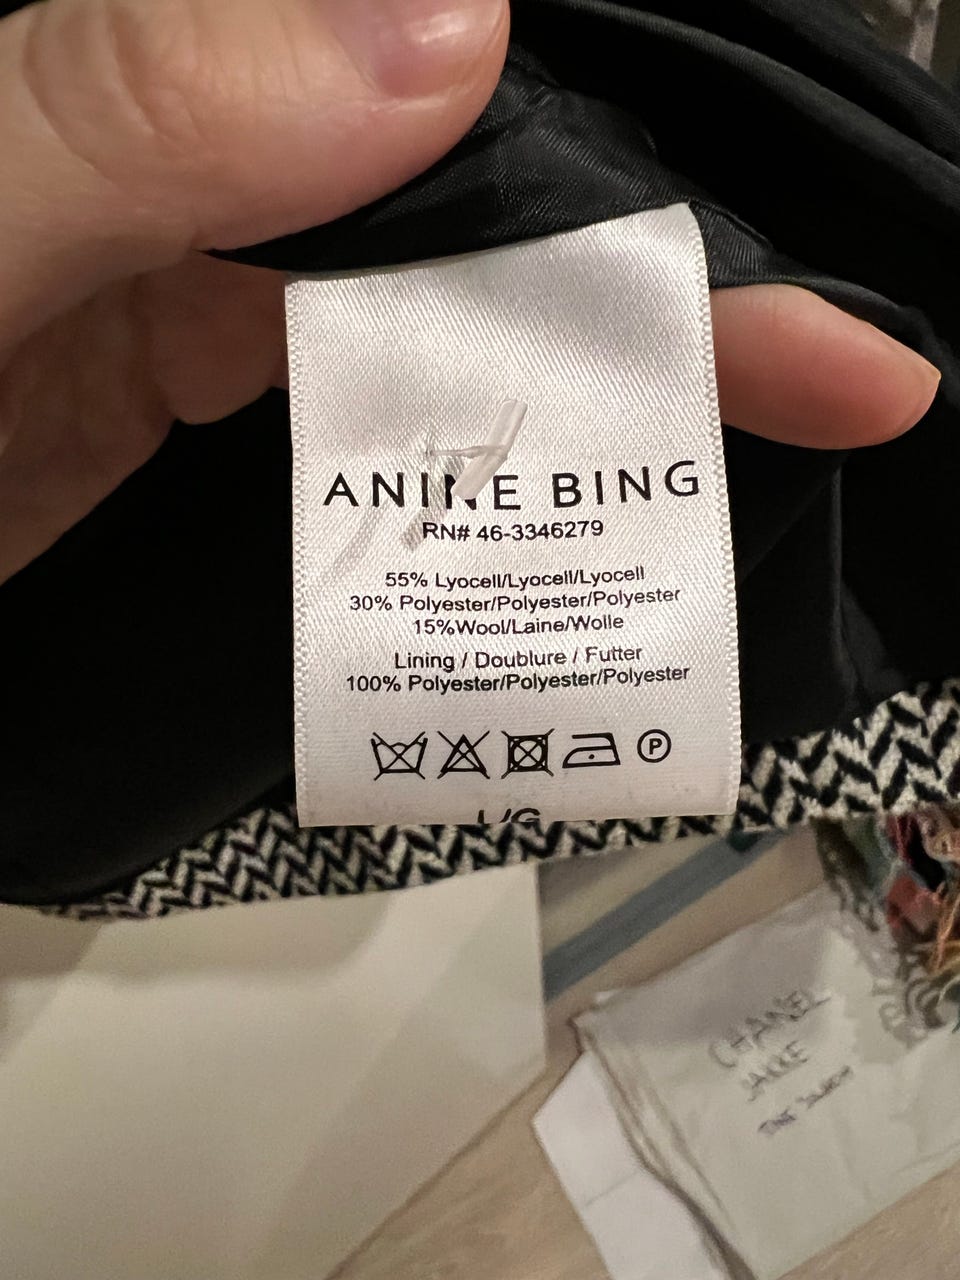 ANINE BING
RN# 46-3346279
55% Lyocell/Lyocell/Lyocell
30% Polyester/Polyester/Polyester
15%Wool/Laine/Wolle
Lining / Doublure / Futter
100% Polyester/Polyester/Polyester
P
CHANEL
JAKKE